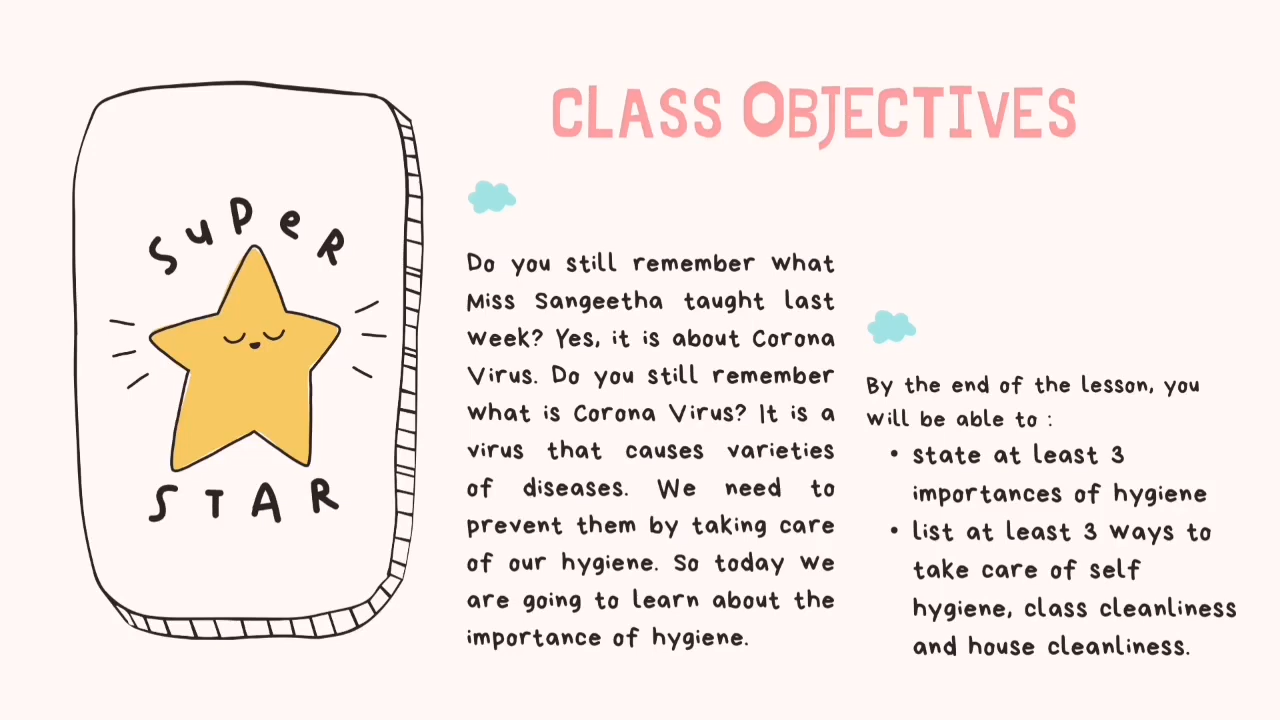 SUPER
STAR
CLASS OBJECTIVES
Do you still remember what
Miss Sangeetha taught last
week? Yes, it is about Corona
Virus. Do you still remember
what is Corona Virus? It is a
virus that causes varieties
of diseases. We need to
prevent them by taking care
of our hygiene. So today we
are going to learn about the
importance of hygiene.
By the end of the lesson, you
will be able to :
• state at least 3
importances of hygiene
• list at least 3 ways to
take care of self
hygiene, class cleanliness
and house cleanliness.